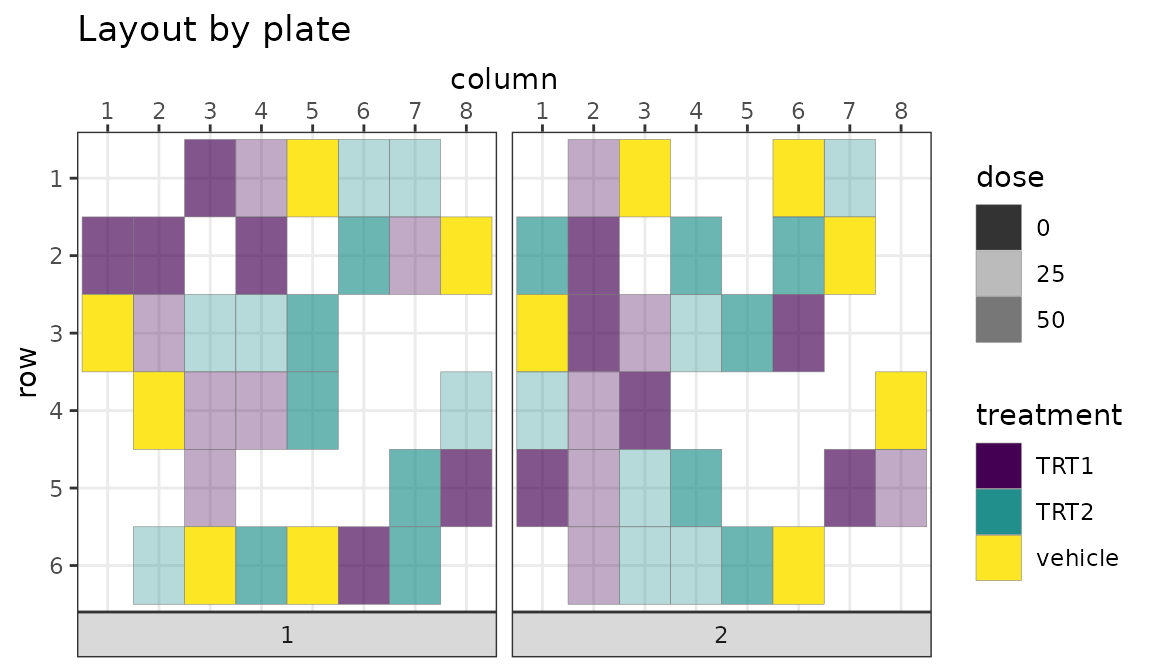 Layout by plate
column
1 2 3 4 5 6 7 8 1 2 3 4 5 6 7 8
row
1
2
3
4
5
6
1 2
dose
0
25
50
treatment
TRT1
TRT2
vehicle